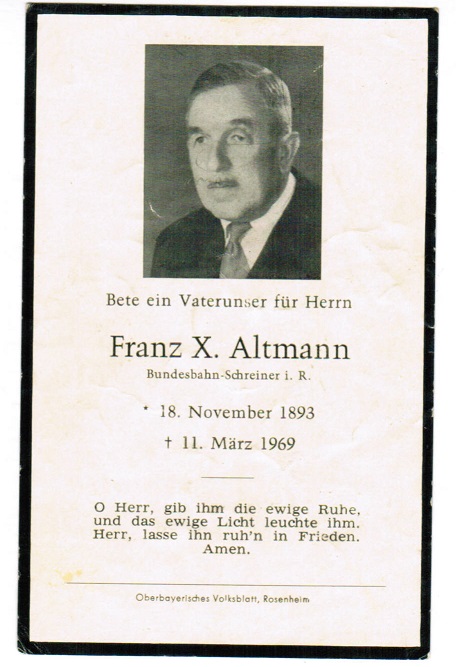 Bete ein Vaterunser für Herrn
Franz X. Altmann
Bundesbahn-Schreiner i. R.
* 18. November 1893
† 11. März 1969
O Herr, gib ihm die ewige Ruhe,
und das ewige Licht leuchte ihm.
Herr, lasse ihn ruh'n in Frieden.
Amen.
Oberbayerisches Volksblatt, Rosenheim